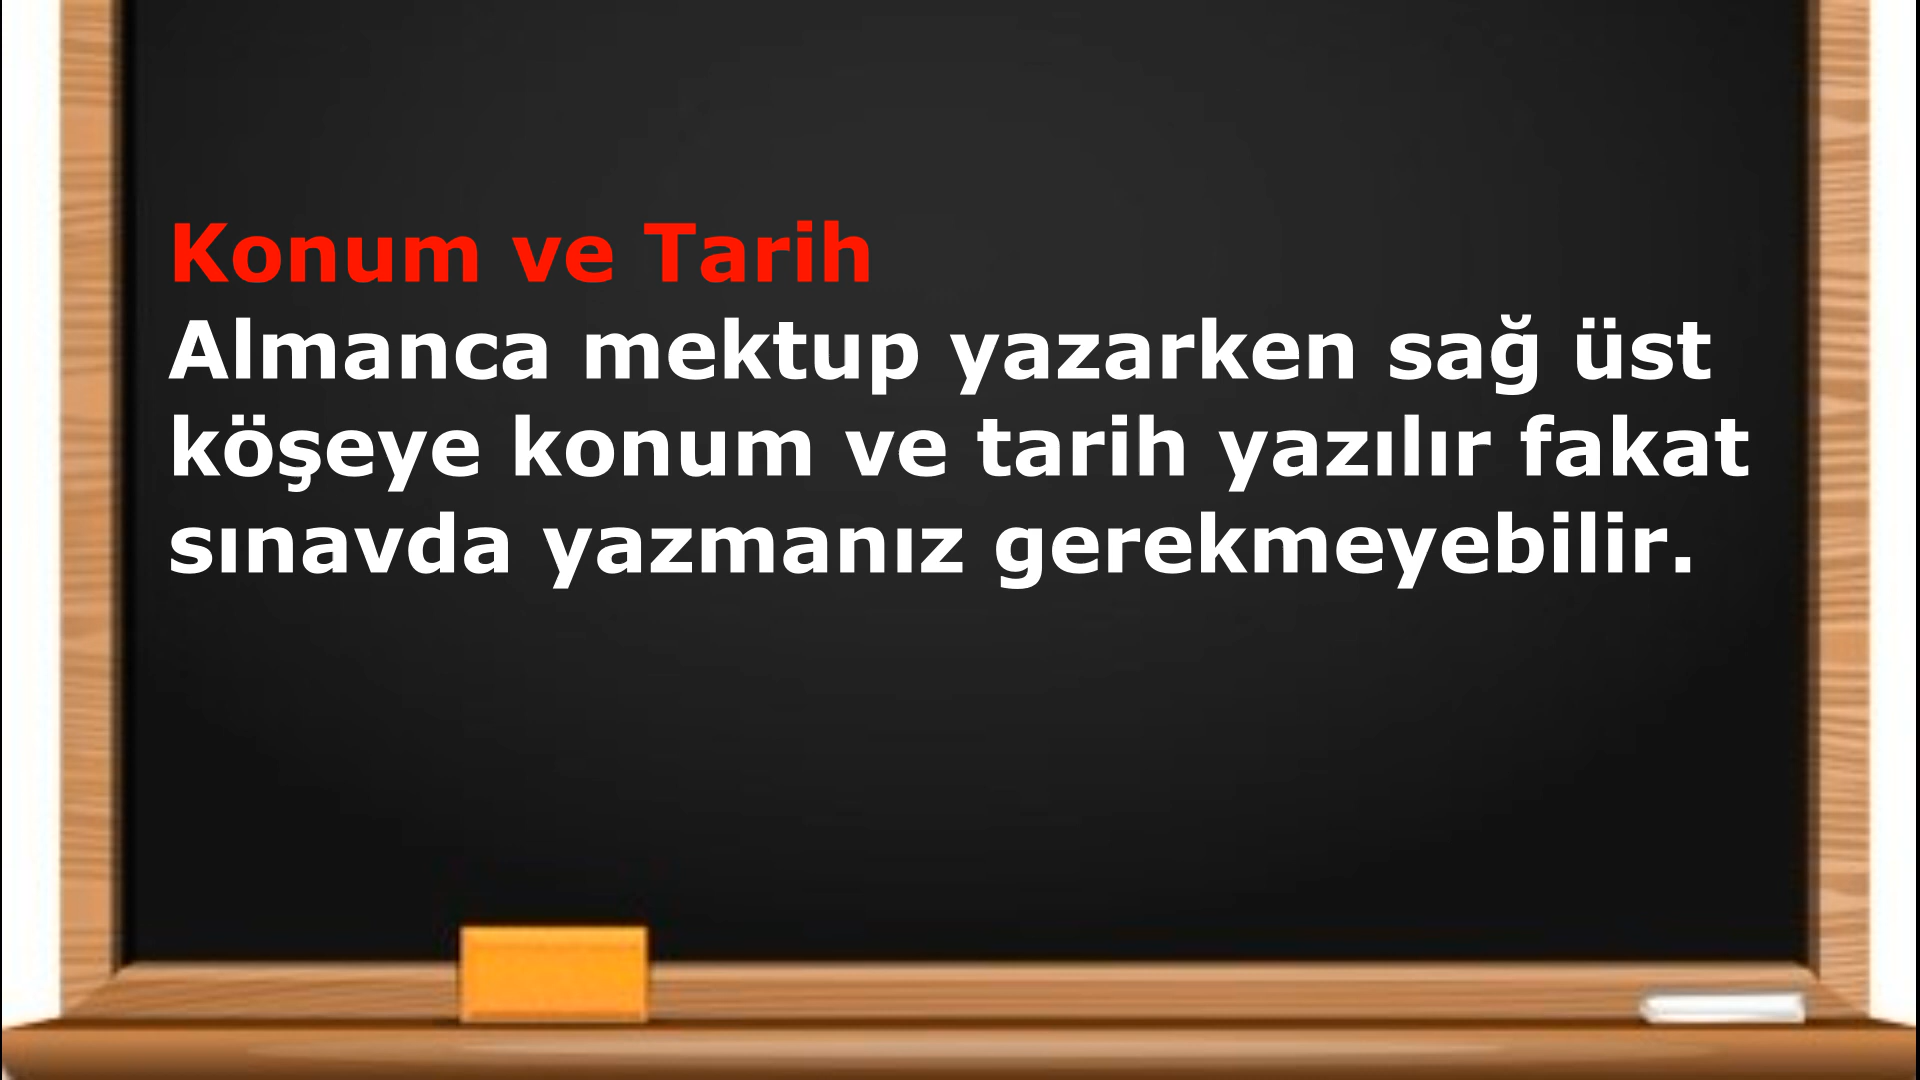 Konum ve Tarih
Almanca mektup yazarken sağ üst
köşeye konum ve tarih yazılır fakat
sınavda yazmanız gerekmeyebilir.